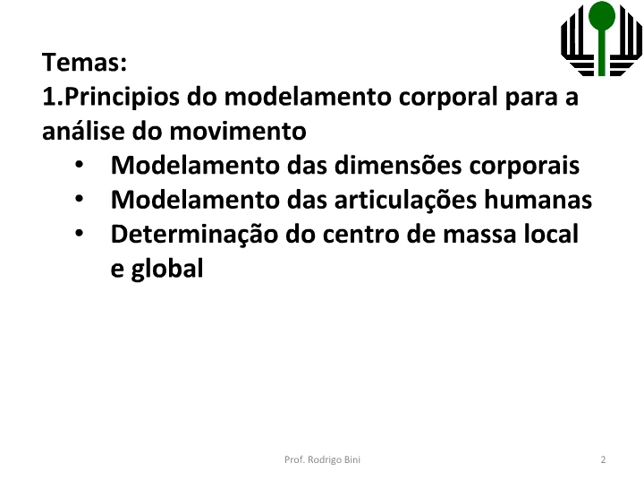 Temas:
1.Principios do modelamento corporal para a
análise do movimento
• Modelamento das dimensões corporais
• Modelamento das articulações humanas
• Determinação do centro de massa local
e global
Prof. Rodrigo Bini
2